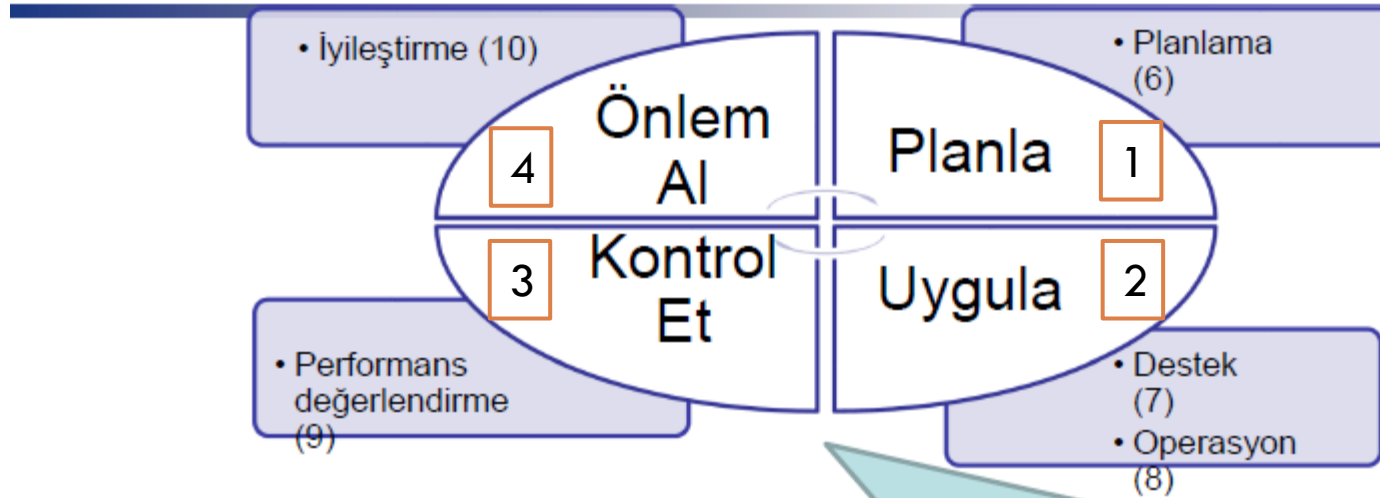 • İyileştirme (10)
• Planlama
(6)
Önlem
Al
4
Planla
1
Kontrol
Et
3
Uygula
2
• Performans
değerlendirme
(9)
• Destek
(7)
• Operasyon
(8)